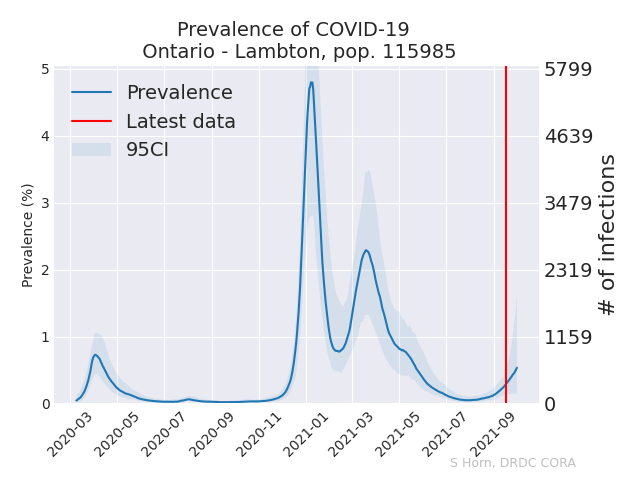 Prevalence of COVID-19
Ontario - Lambton, pop. 115985
Prevalence
Latest data
95CI
Prevalence (%)
5
4
3
2
1
0
5799
4639
3479
2319
1159
0
# of infections
2020-03
2020-05
2020-07
2020-09
2020-11
2021-01
2021-03
2021-05
2021-07
2021-09
S Horn, DRDC CORA